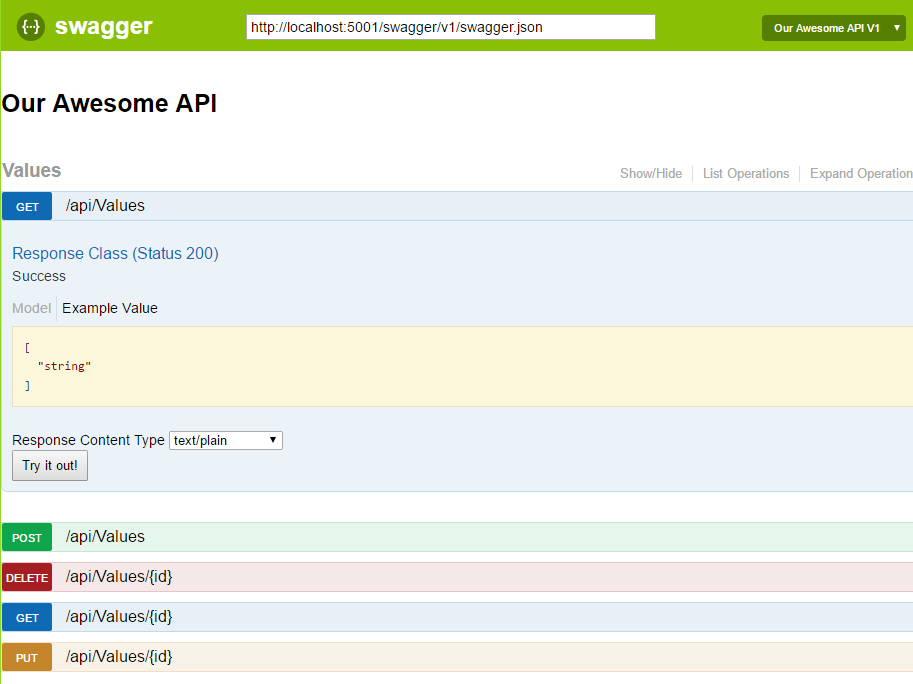 {··} swagger http://localhost:5001/swagger/v1/swagger.json Our Awesome API V1
Our Awesome API
Values Show/Hide List Operations Expand Operation
GET /api/Values
Response Class (Status 200)
Success
Model Example Value
[
"string"
]
Response Content Type text/plain
Try it out!
POST /api/Values
DELETE /api/Values/{id}
GET /api/Values/{id}
PUT /api/Values/{id}